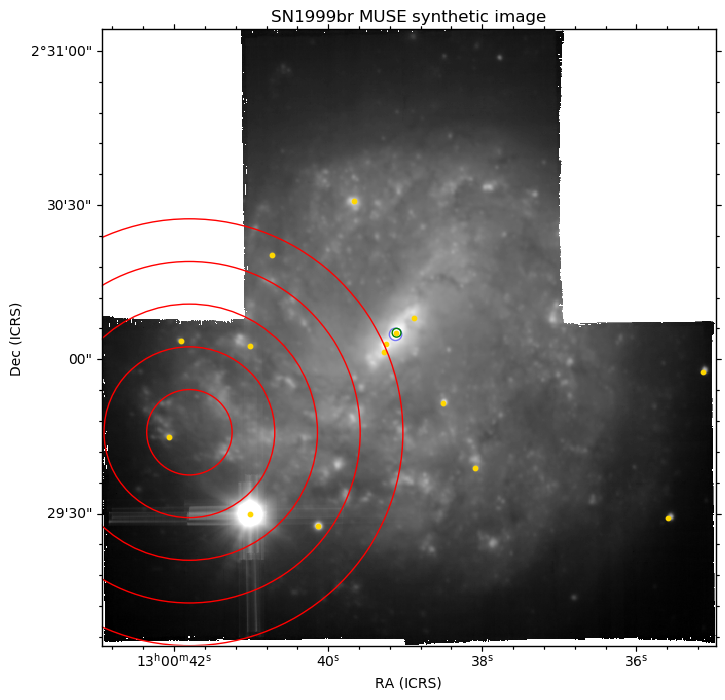 SN1999br MUSE synthetic image
2°31'00"
30'30"
00"
29'30"
Dec (ICRS)
13ʰ00ᵐ42ˢ 40ˢ 38ˢ 36ˢ
RA (ICRS)